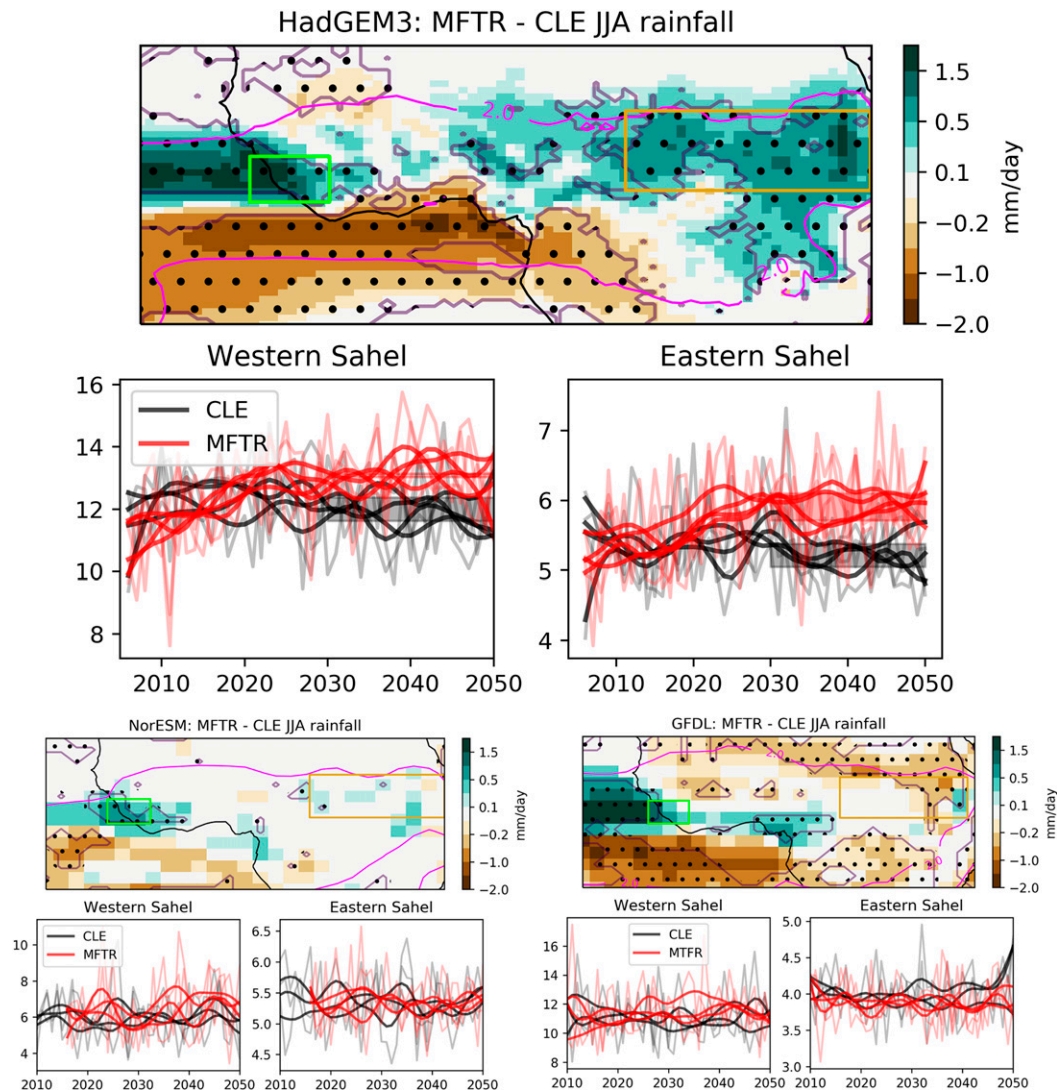 HadGEM3: MFTR - CLE JJA rainfall
2.0
2.0
1.5
0.5
0.1
−0.2
−1.0
−2.0
mm/day
Western Sahel
Eastern Sahel
16
14
12
10
8
CLE
MFTR
2010 2020 2030 2040 2050
7
6
5
4
2010 2020 2030 2040 2050
NorESM: MFTR - CLE JJA rainfall
1.5
0.5
0.1
−0.2
−1.0
−2.0
mm/day
GFDL: MFTR - CLE JJA rainfall
1.5
0.5
0.1
−0.2
−1.0
−2.0
mm/day
Western Sahel
Eastern Sahel
Western Sahel
Eastern Sahel
10
8
6
4
CLE
MFTR
2010 2020 2030 2040 2050
6.5
6.0
5.5
5.0
4.5
2010 2020 2030 2040 2050
16
14
12
10
8
CLE
MTFR
2010 2020 2030 2040 2050
5.0
4.5
4.0
3.5
3.0
2010 2020 2030 2040 2050